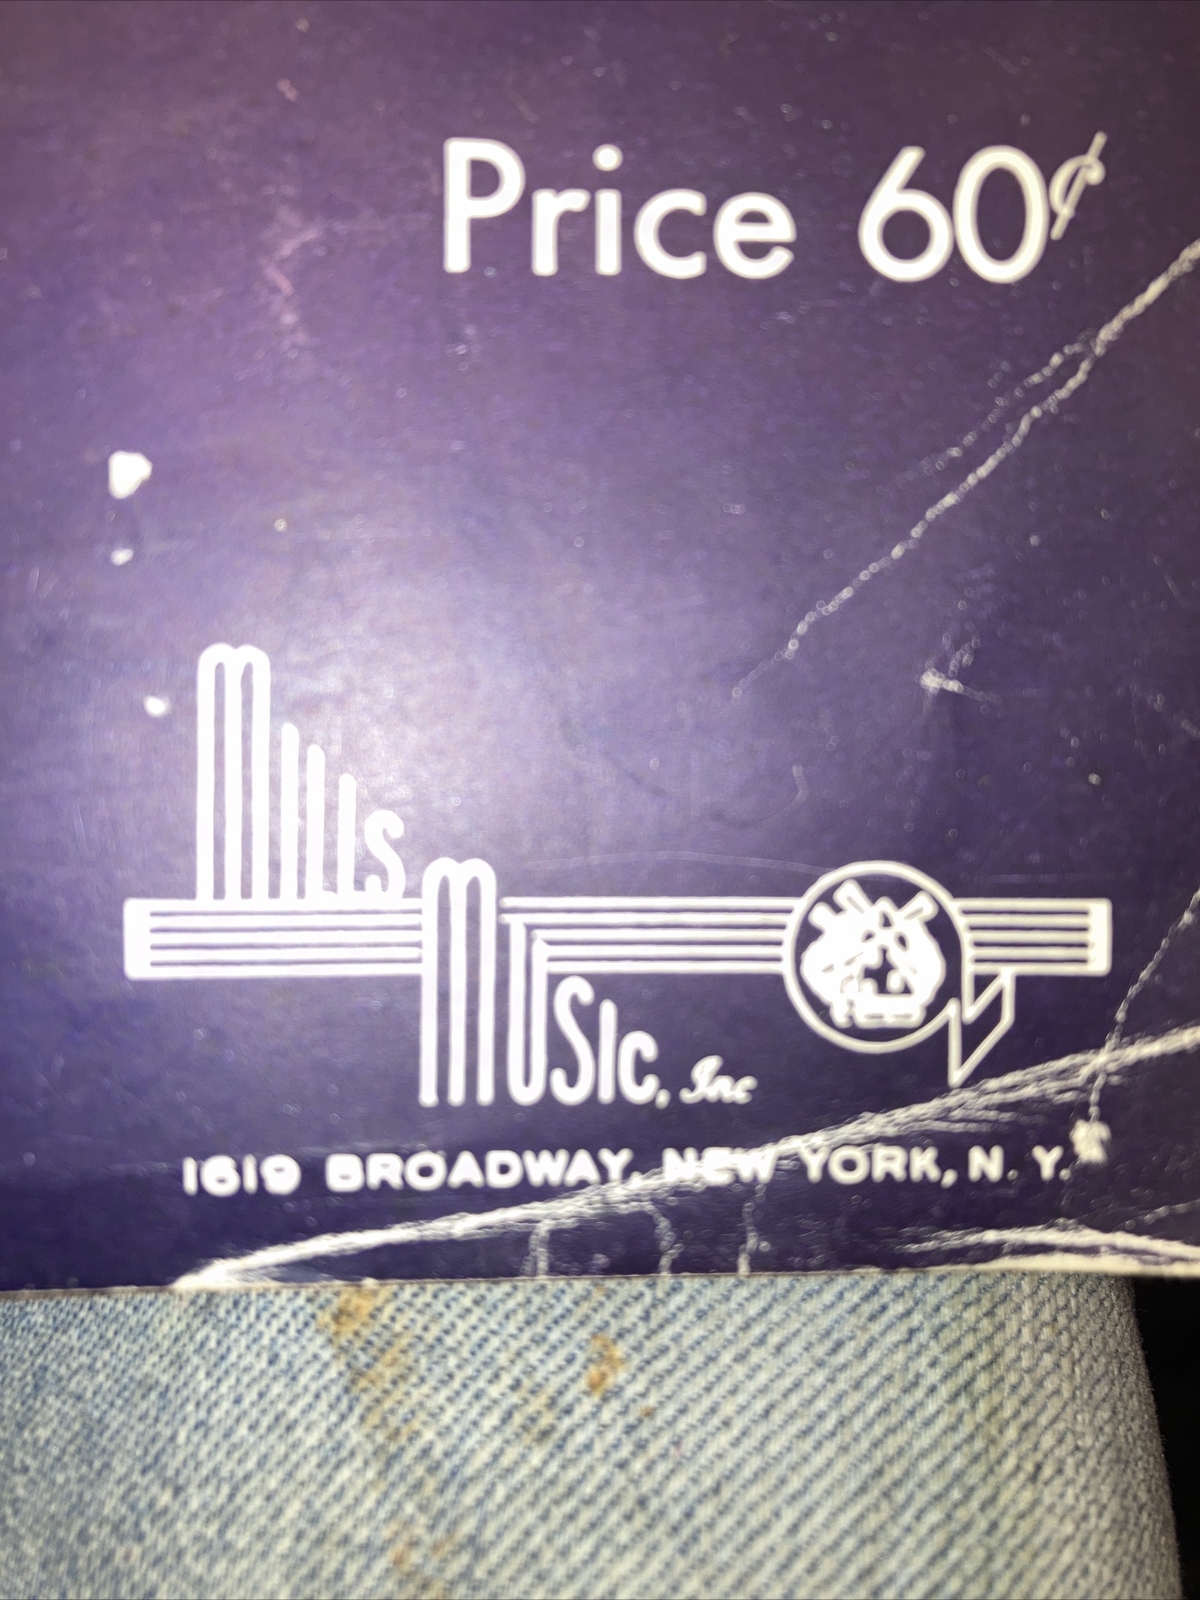 Price 60¢
Mills
Music, Inc
1619 BROADWAY, NEW YORK, N. Y.